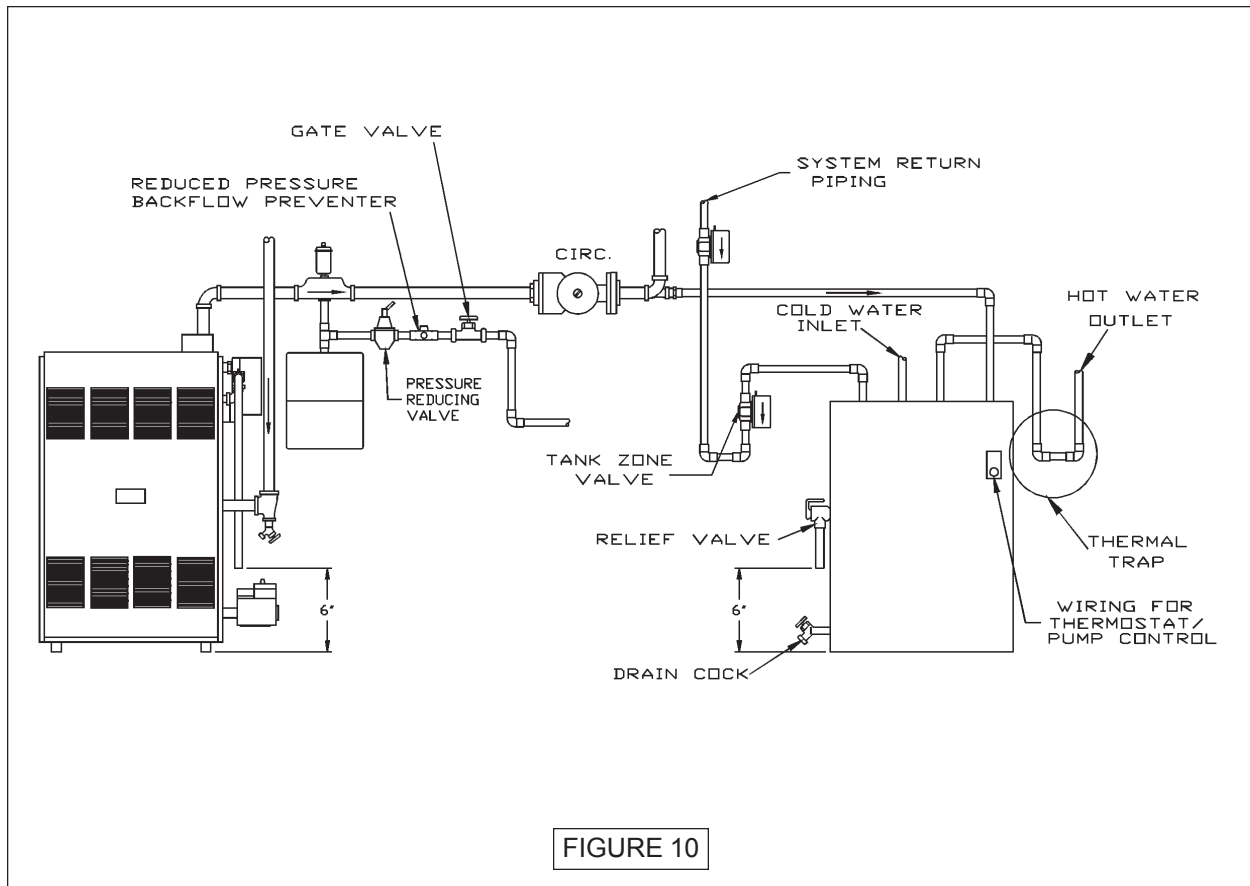 GATE VALVE
REDUCED PRESSURE
BACKFLOW PREVENTER
SYSTEM RETURN
PIPING
CIRC.
COLD WATER
INLET
HOT WATER
OUTLET
PRESSURE
REDUCING
VALVE
TANK ZONE
VALVE
RELIEF VALVE
THERMAL
TRAP
6"
6"
WIRING FOR
THERMOSTAT/
PUMP CONTROL
DRAIN COCK
FIGURE 10